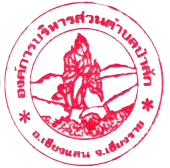 องค์การบริหารส่วนตำบลป่าสัก
อ.เชียงแสน จ.เชียงราย